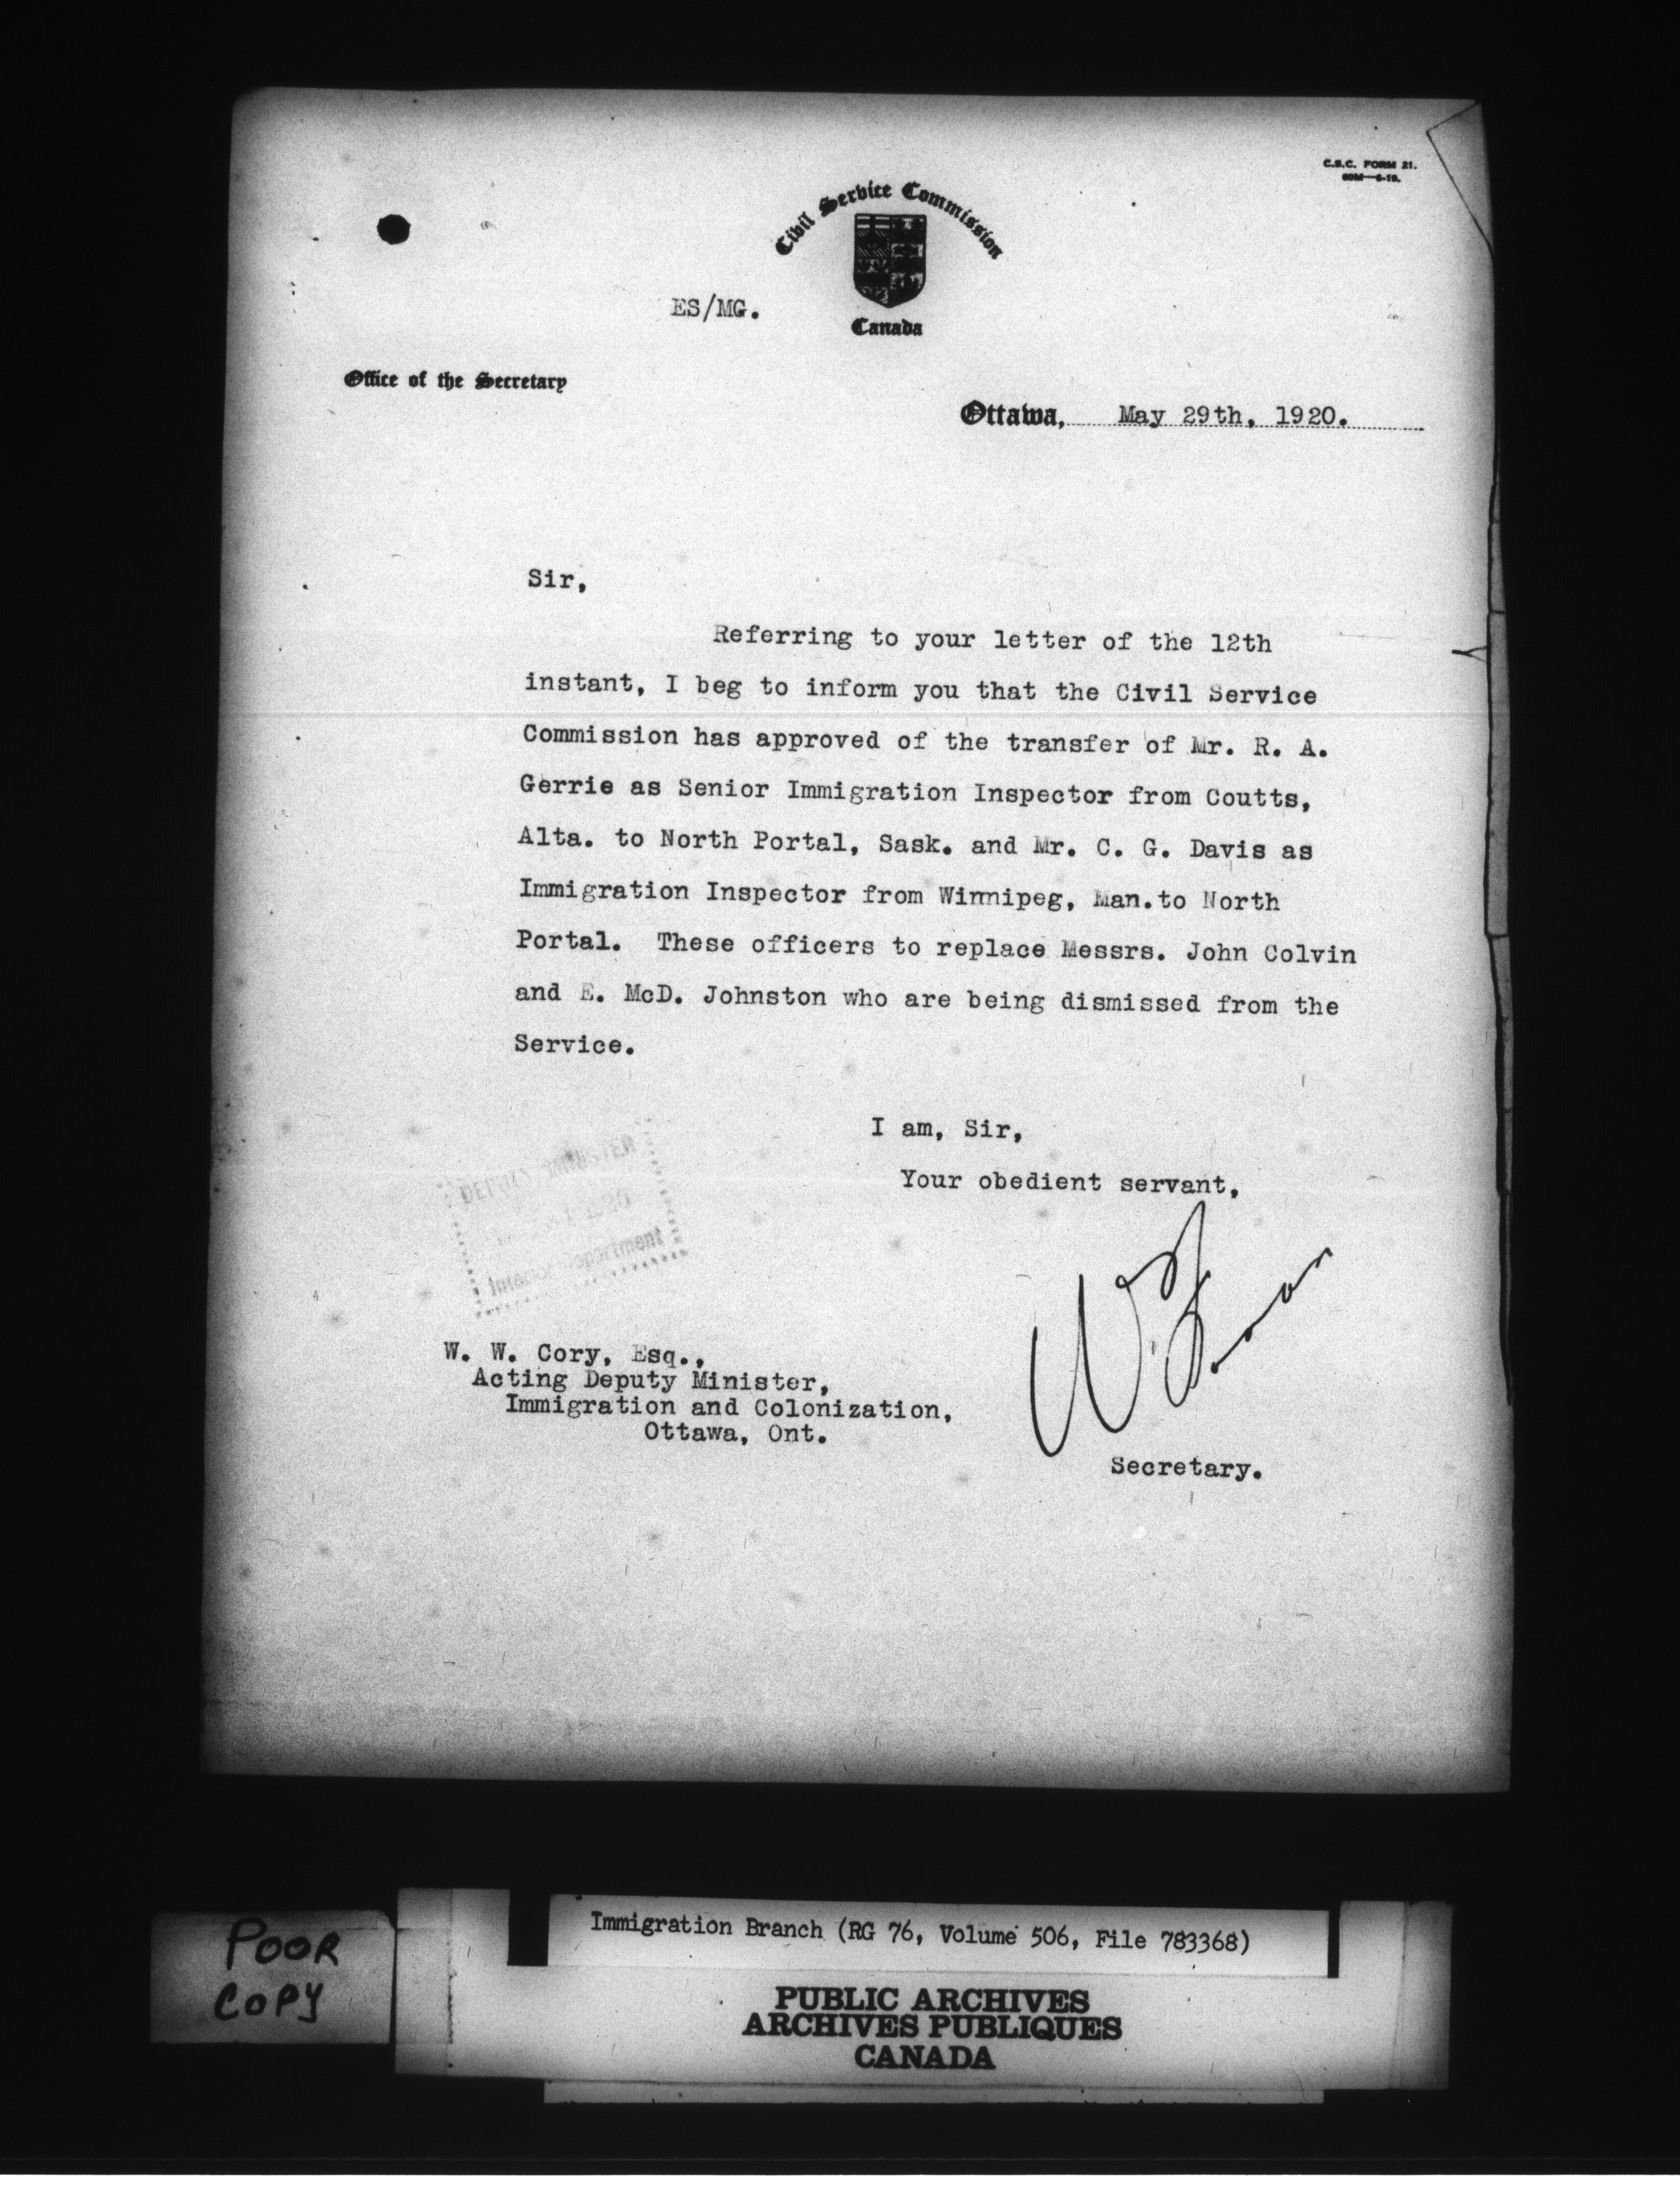 C.S.C. FORM 21.
Civil Service Commission
Canada
ES/MG.
Office of the Secretary
Ottawa, May 29th, 1920.
Sir,
Referring to your letter of the 12th
instant, I beg to inform you that the Civil Service
Commission has approved of the transfer of Mr. R. A.
Gerrie as Senior Immigration Inspector from Coutts,
Alta. to North Portal, Sask. and Mr. C. G. Davis as
Immigration Inspector from Winnipeg, Man.to North
Portal. These officers to replace Messrs. John Colvin
and E. McD. Johnston who are being dismissed from the
Service.
I am, Sir,
Your obedient servant,
DEPUTY MINISTER
Interior Department
W. W. Cory, Esq.,
Acting Deputy Minister,
Immigration and Colonization,
Ottawa, Ont.
Secretary.
POOR
COPY
Immigration Branch (RG 76, Volume 506, File 783368)
PUBLIC ARCHIVES
ARCHIVES PUBLIQUES
CANADA